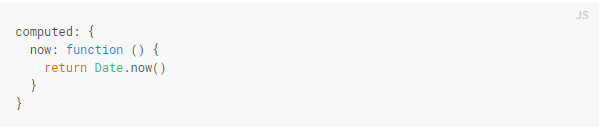 JS
computed: {
  now: function () {
    return Date.now()
  }
}